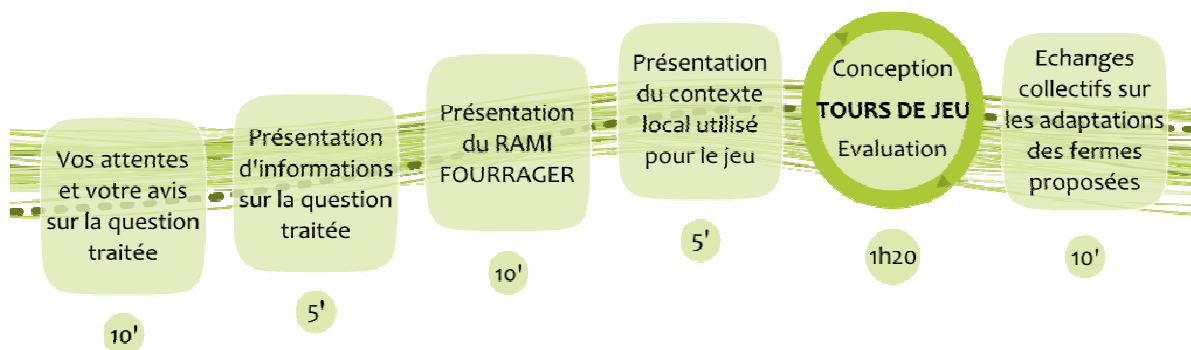 Vos attentes
et votre avis
sur la question
traitée
10'
Présentation
d'informations
sur la question
traitée
5'
Présentation
du RAMI
FOURRAGER
10'
Présentation
du contexte
local utilisé
pour le jeu
5'
Conception
TOURS DE JEU
Evaluation
1h20
Echanges
collectifs sur
les adaptations
des fermes
proposées
10'